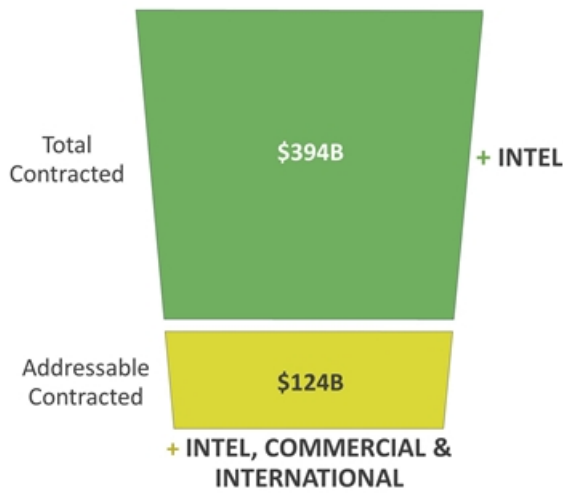 Total
Contracted
$394B
+ INTEL
Addressable
Contracted
$124B
+ INTEL, COMMERCIAL &
INTERNATIONAL